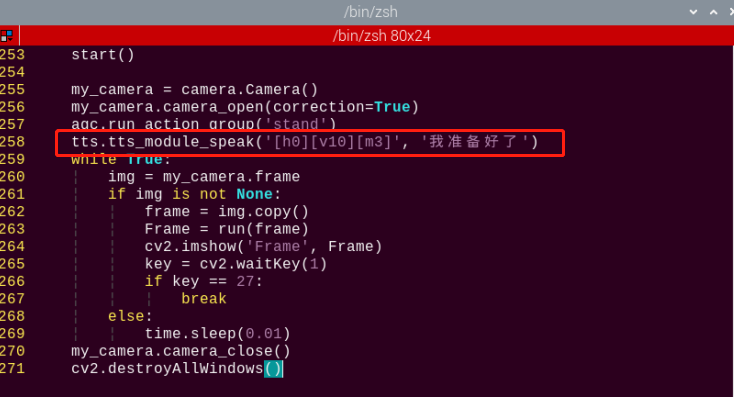 /bin/zsh
/bin/zsh 80x24
253 start()
254
255 my_camera = camera.Camera()
256 my_camera.camera_open(correction=True)
257 agc.run_action_group('stand')
258 tts.tts_module_speak('[h0][v10][m3]', '我准备好了')
259 while True:
260 img = my_camera.frame
261 if img is not None:
262 frame = img.copy()
263 Frame = run(frame)
264 cv2.imshow('Frame', Frame)
265 key = cv2.waitKey(1)
266 if key == 27:
267 break
268 else:
269 time.sleep(0.01)
270 my_camera.camera_close()
271 cv2.destroyAllWindows()